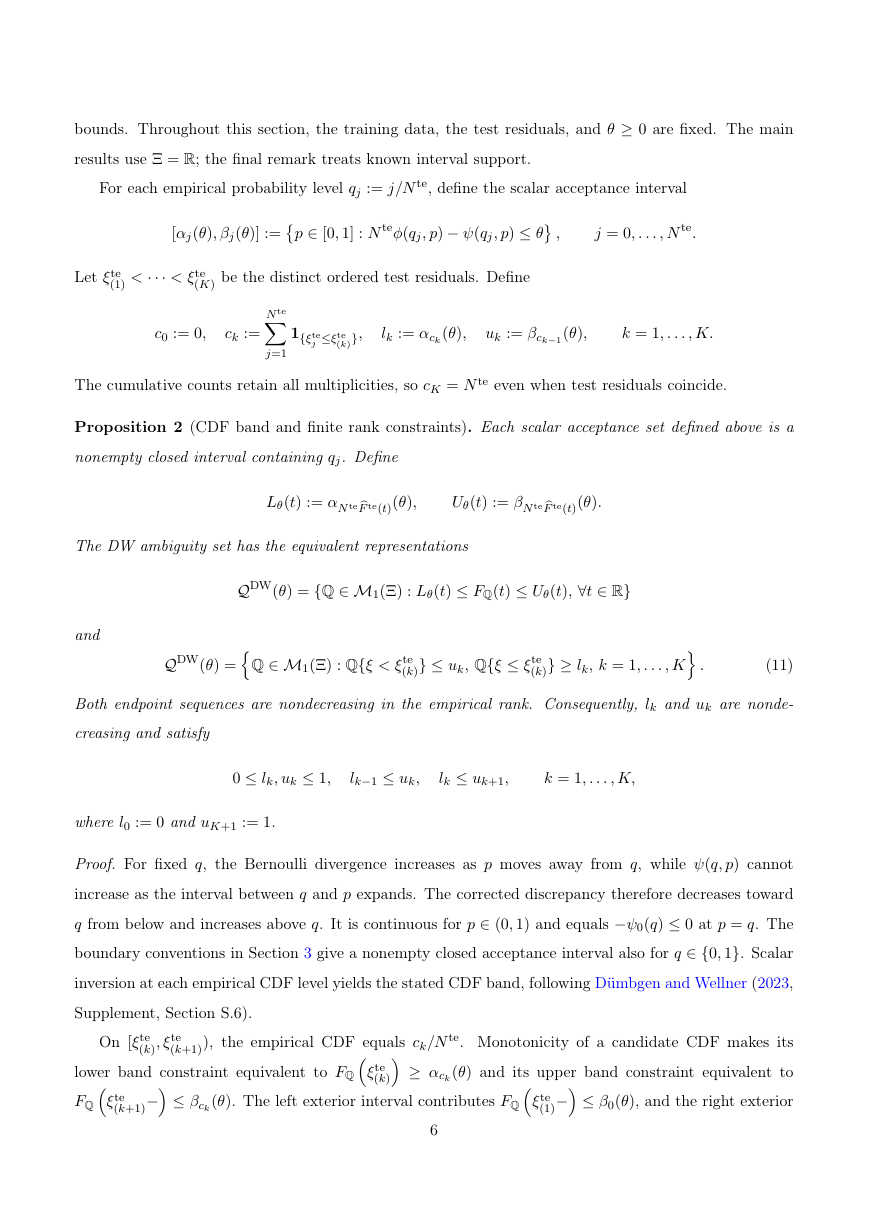 bounds. Throughout this section, the training data, the test residuals, and θ ≥ 0 are fixed. The main
results use Ξ = ℝ; the final remark treats known interval support.
For each empirical probability level q_j := j/N^te, define the scalar acceptance interval
[α_j(θ), β_j(θ)] := {p ∈ [0, 1] : N^te ϕ(q_j, p) − ψ(q_j, p) ≤ θ}, j = 0, . . . , N^te.
Let ξ^te_(1) < · · · < ξ^te_(K) be the distinct ordered test residuals. Define
c_0 := 0, c_k := ∑_{j=1}^{N^te} 1_{{ξ^te_j ≤ ξ^te_(k)}}, l_k := α_{c_k}(θ), u_k := β_{c_{k−1}}(θ), k = 1, . . . , K.
The cumulative counts retain all multiplicities, so c_K = N^te even when test residuals coincide.
Proposition 2 (CDF band and finite rank constraints). Each scalar acceptance set defined above is a
nonempty closed interval containing q_j. Define
L_θ(t) := α_{N^te F̂^te(t)}(θ), U_θ(t) := β_{N^te F̂^te(t)}(θ).
The DW ambiguity set has the equivalent representations
𝒬^DW(θ) = {ℚ ∈ ℳ_1(Ξ) : L_θ(t) ≤ F_ℚ(t) ≤ U_θ(t), ∀t ∈ ℝ}
and
𝒬^DW(θ) = {ℚ ∈ ℳ_1(Ξ) : ℚ{ξ < ξ^te_(k)} ≤ u_k, ℚ{ξ ≤ ξ^te_(k)} ≥ l_k, k = 1, . . . , K}. (11)
Both endpoint sequences are nondecreasing in the empirical rank. Consequently, l_k and u_k are nonde-
creasing and satisfy
0 ≤ l_k, u_k ≤ 1, l_{k−1} ≤ u_k, l_k ≤ u_{k+1}, k = 1, . . . , K,
where l_0 := 0 and u_{K+1} := 1.
Proof. For fixed q, the Bernoulli divergence increases as p moves away from q, while ψ(q, p) cannot
increase as the interval between q and p expands. The corrected discrepancy therefore decreases toward
q from below and increases above q. It is continuous for p ∈ (0, 1) and equals −ψ_0(q) ≤ 0 at p = q. The
boundary conventions in Section 3 give a nonempty closed acceptance interval also for q ∈ {0, 1}. Scalar
inversion at each empirical CDF level yields the stated CDF band, following Dümbgen and Wellner (2023,
Supplement, Section S.6).
On [ξ^te_(k), ξ^te_(k+1)), the empirical CDF equals c_k/N^te. Monotonicity of a candidate CDF makes its
lower band constraint equivalent to F_ℚ(ξ^te_(k)) ≥ α_{c_k}(θ) and its upper band constraint equivalent to
F_ℚ(ξ^te_(k+1)−) ≤ β_{c_k}(θ). The left exterior interval contributes F_ℚ(ξ^te_(1)−) ≤ β_0(θ), and the right exterior
6